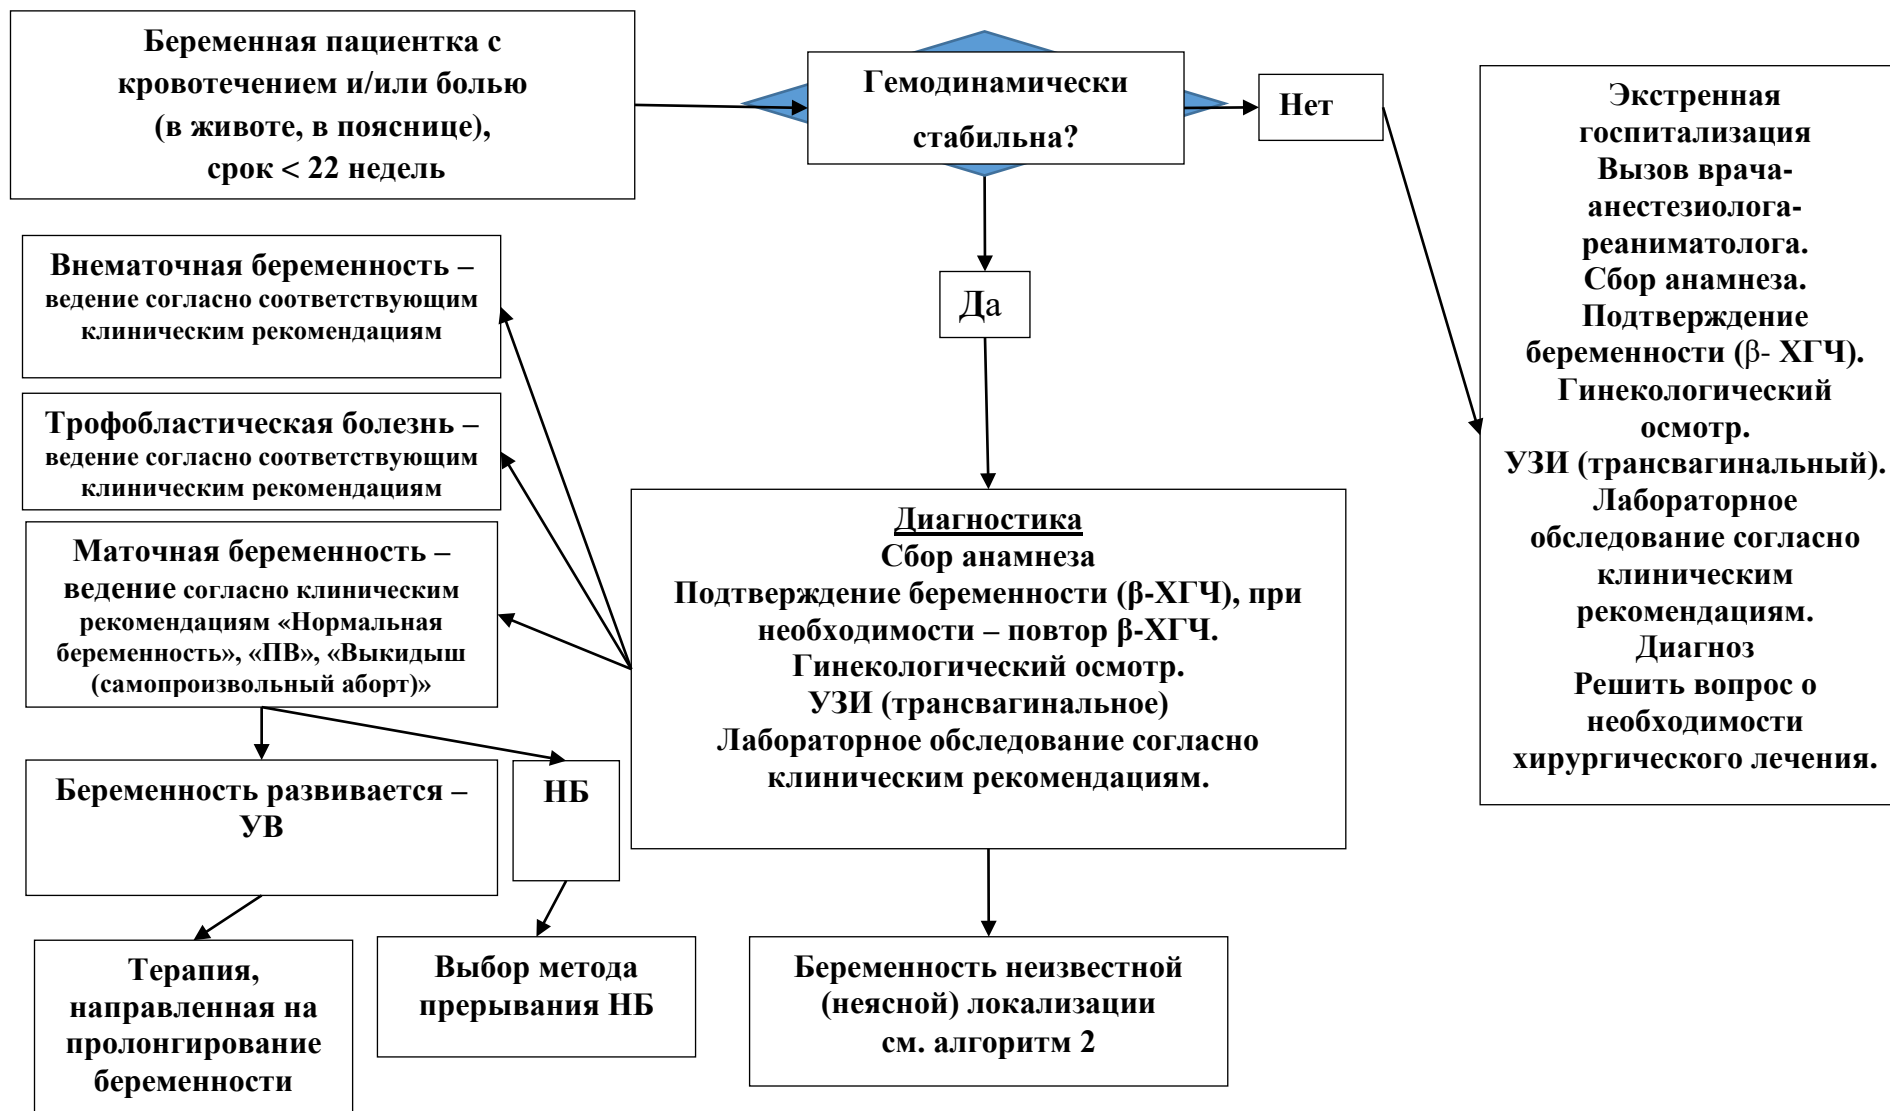 Беременная пациентка с
кровотечением и/или болью
(в животе, в пояснице),
срок < 22 недель
Гемодинамически
стабильна?
Нет
Экстренная
госпитализация
Вызов врача-
анестезиолога-
реаниматолога.
Сбор анамнеза.
Подтверждение
беременности (β- ХГЧ).
Гинекологический
осмотр.
УЗИ (трансвагинальный).
Лабораторное
обследование согласно
клиническим
рекомендациям.
Диагноз
Решить вопрос о
необходимости
хирургического лечения.
Да
Внематочная беременность –
ведение согласно соответствующим
клиническим рекомендациям
Трофобластическая болезнь –
ведение согласно соответствующим
клиническим рекомендациям
Маточная беременность –
ведение согласно клиническим
рекомендациям «Нормальная
беременность», «ПВ», «Выкидыш
(самопроизвольный аборт)»
Диагностика
Сбор анамнеза
Подтверждение беременности (β-ХГЧ), при
необходимости – повтор β-ХГЧ.
Гинекологический осмотр.
УЗИ (трансвагинальное)
Лабораторное обследование согласно
клиническим рекомендациям.
Беременность развивается –
УВ
НБ
Терапия,
направленная на
пролонгирование
беременности
Выбор метода
прерывания НБ
Беременность неизвестной
(неясной) локализации
см. алгоритм 2